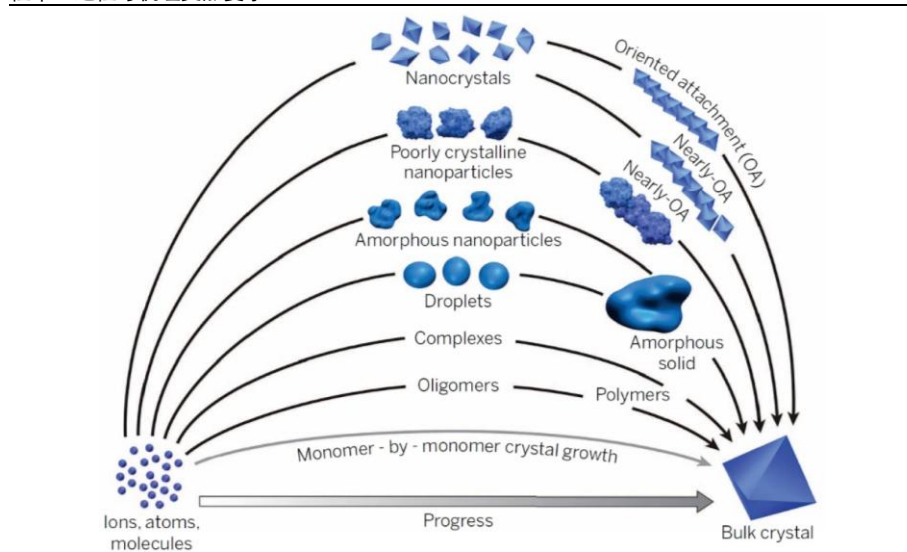 Nanocrystals
Oriented attachment (OA)
Poorly crystalline
nanoparticles
Nearly-OA
Nearly-OA
Amorphous nanoparticles
Droplets
Amorphous
solid
Complexes
Oligomers
Polymers
Monomer - by - monomer crystal growth
Ions, atoms,
molecules
Progress
Bulk crystal